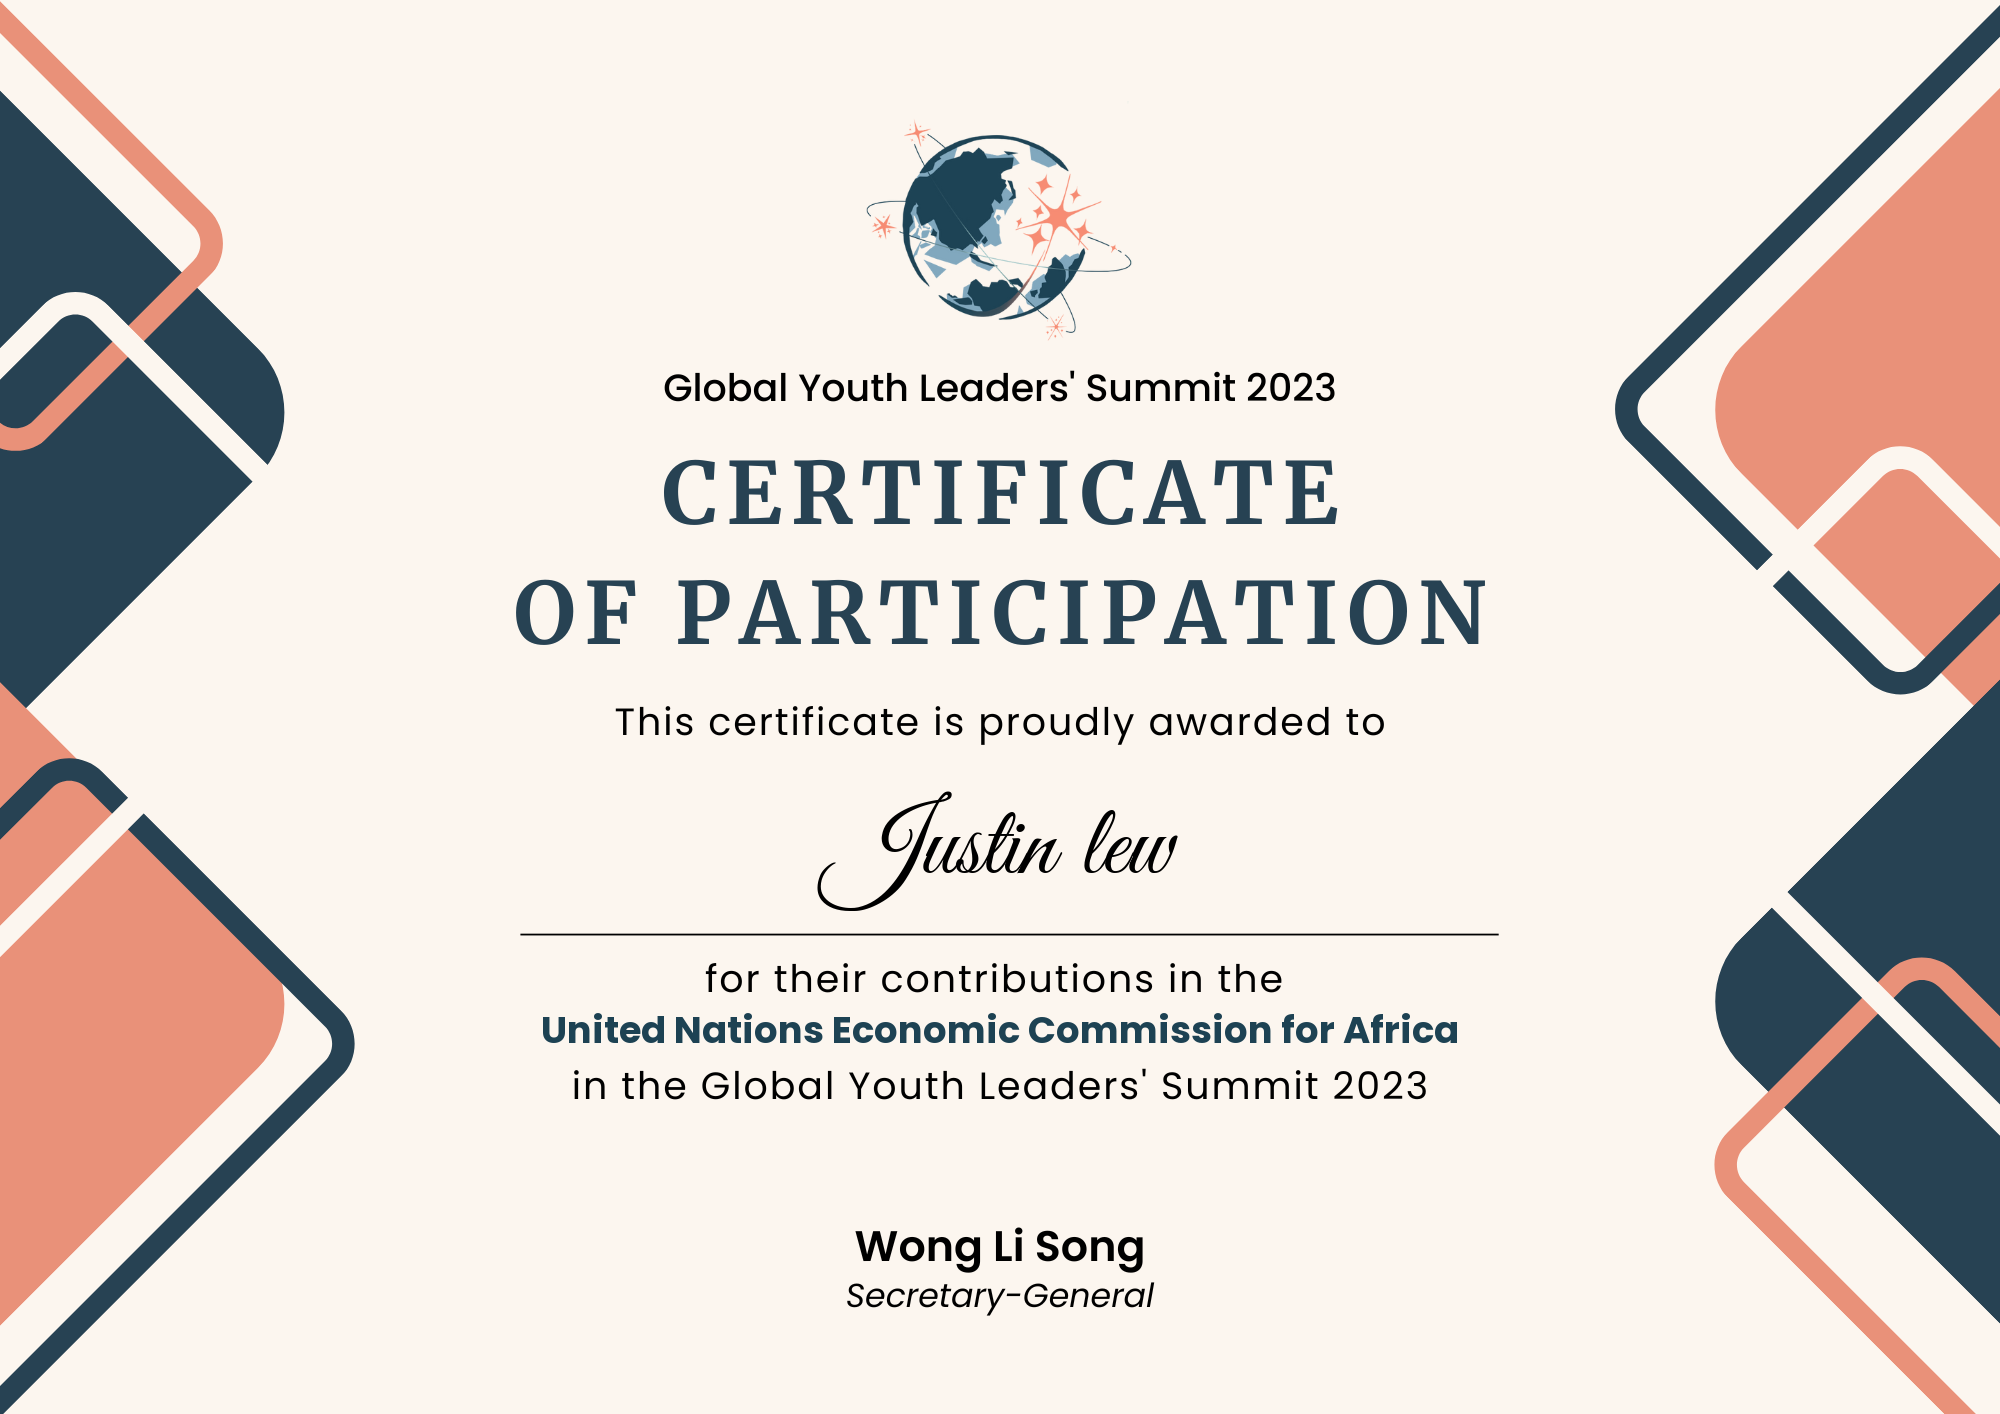 Global Youth Leaders' Summit 2023
CERTIFICATE
OF PARTICIPATION
This certificate is proudly awarded to
Justin lew
for their contributions in the
United Nations Economic Commission for Africa
in the Global Youth Leaders' Summit 2023
Wong Li Song
Secretary-General